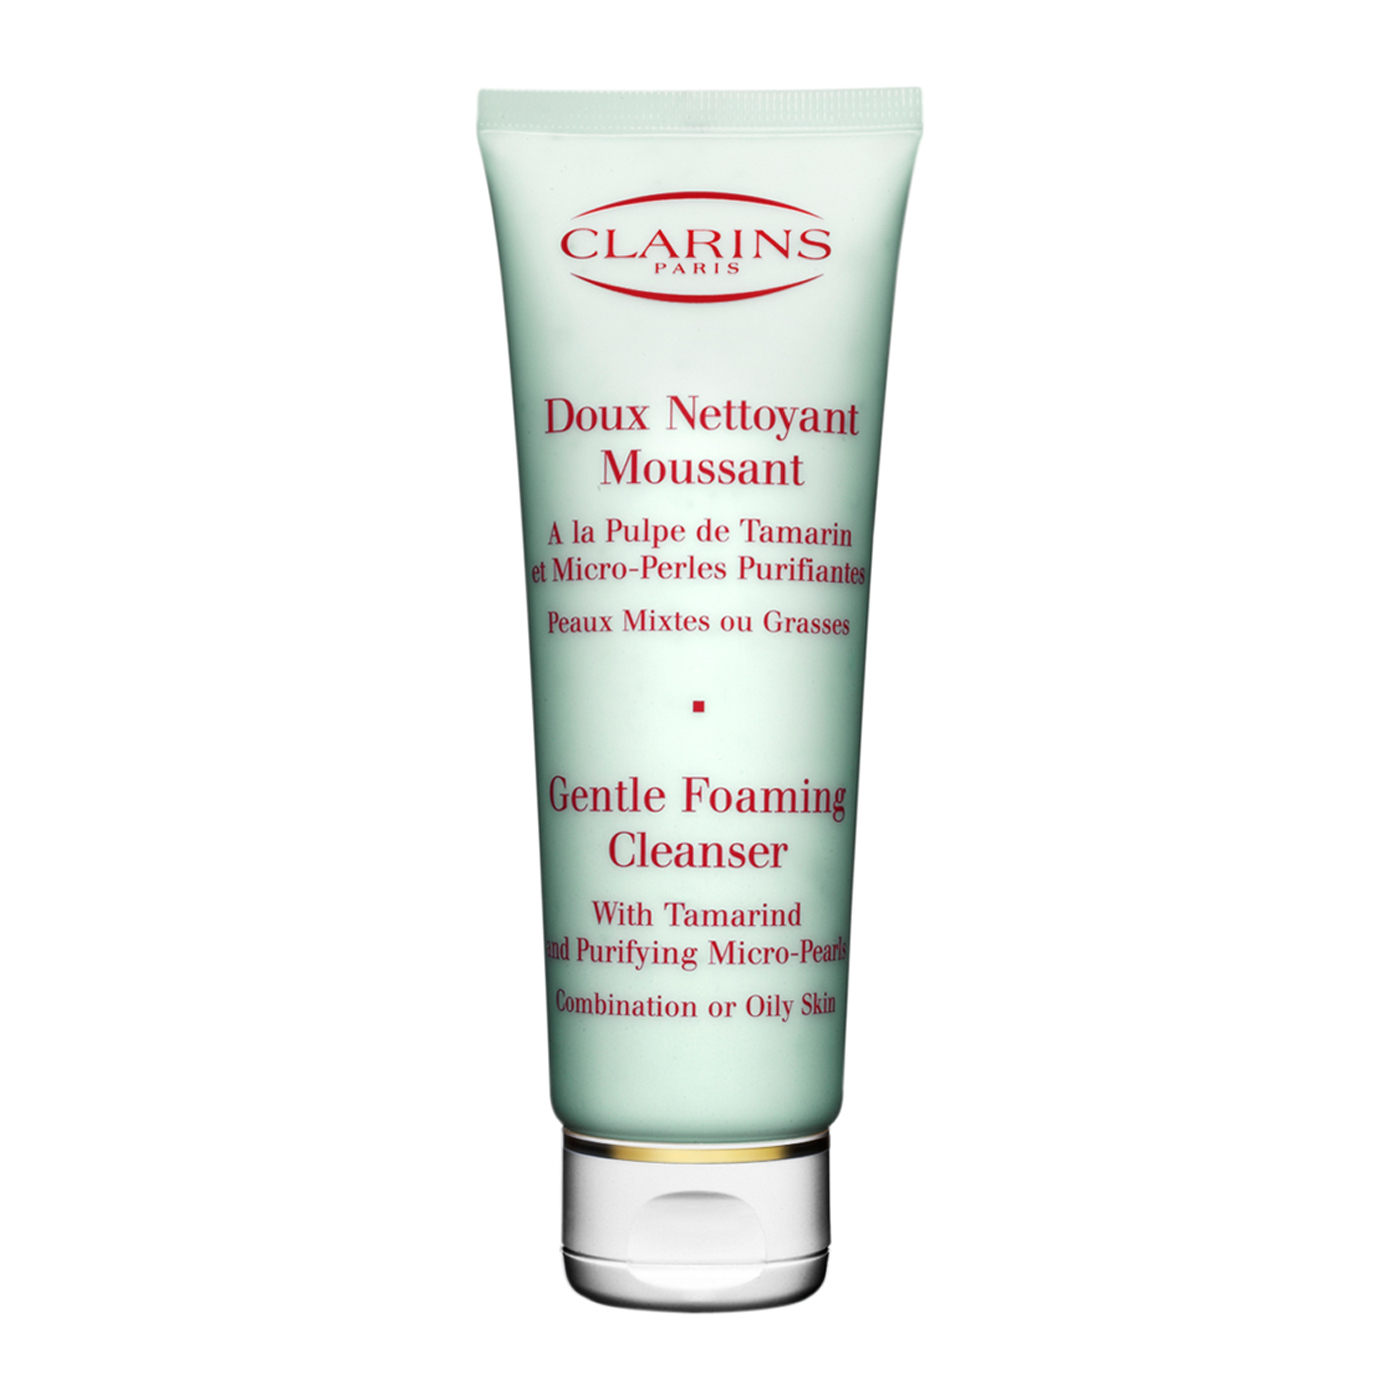 CLARINS
PARIS
Doux Nettoyant
Moussant
A la Pulpe de Tamarin
et Micro-Perles Purifiantes
Peaux Mixtes ou Grasses
Gentle Foaming
Cleanser
With Tamarind
and Purifying Micro-Pearls
Combination or Oily Skin